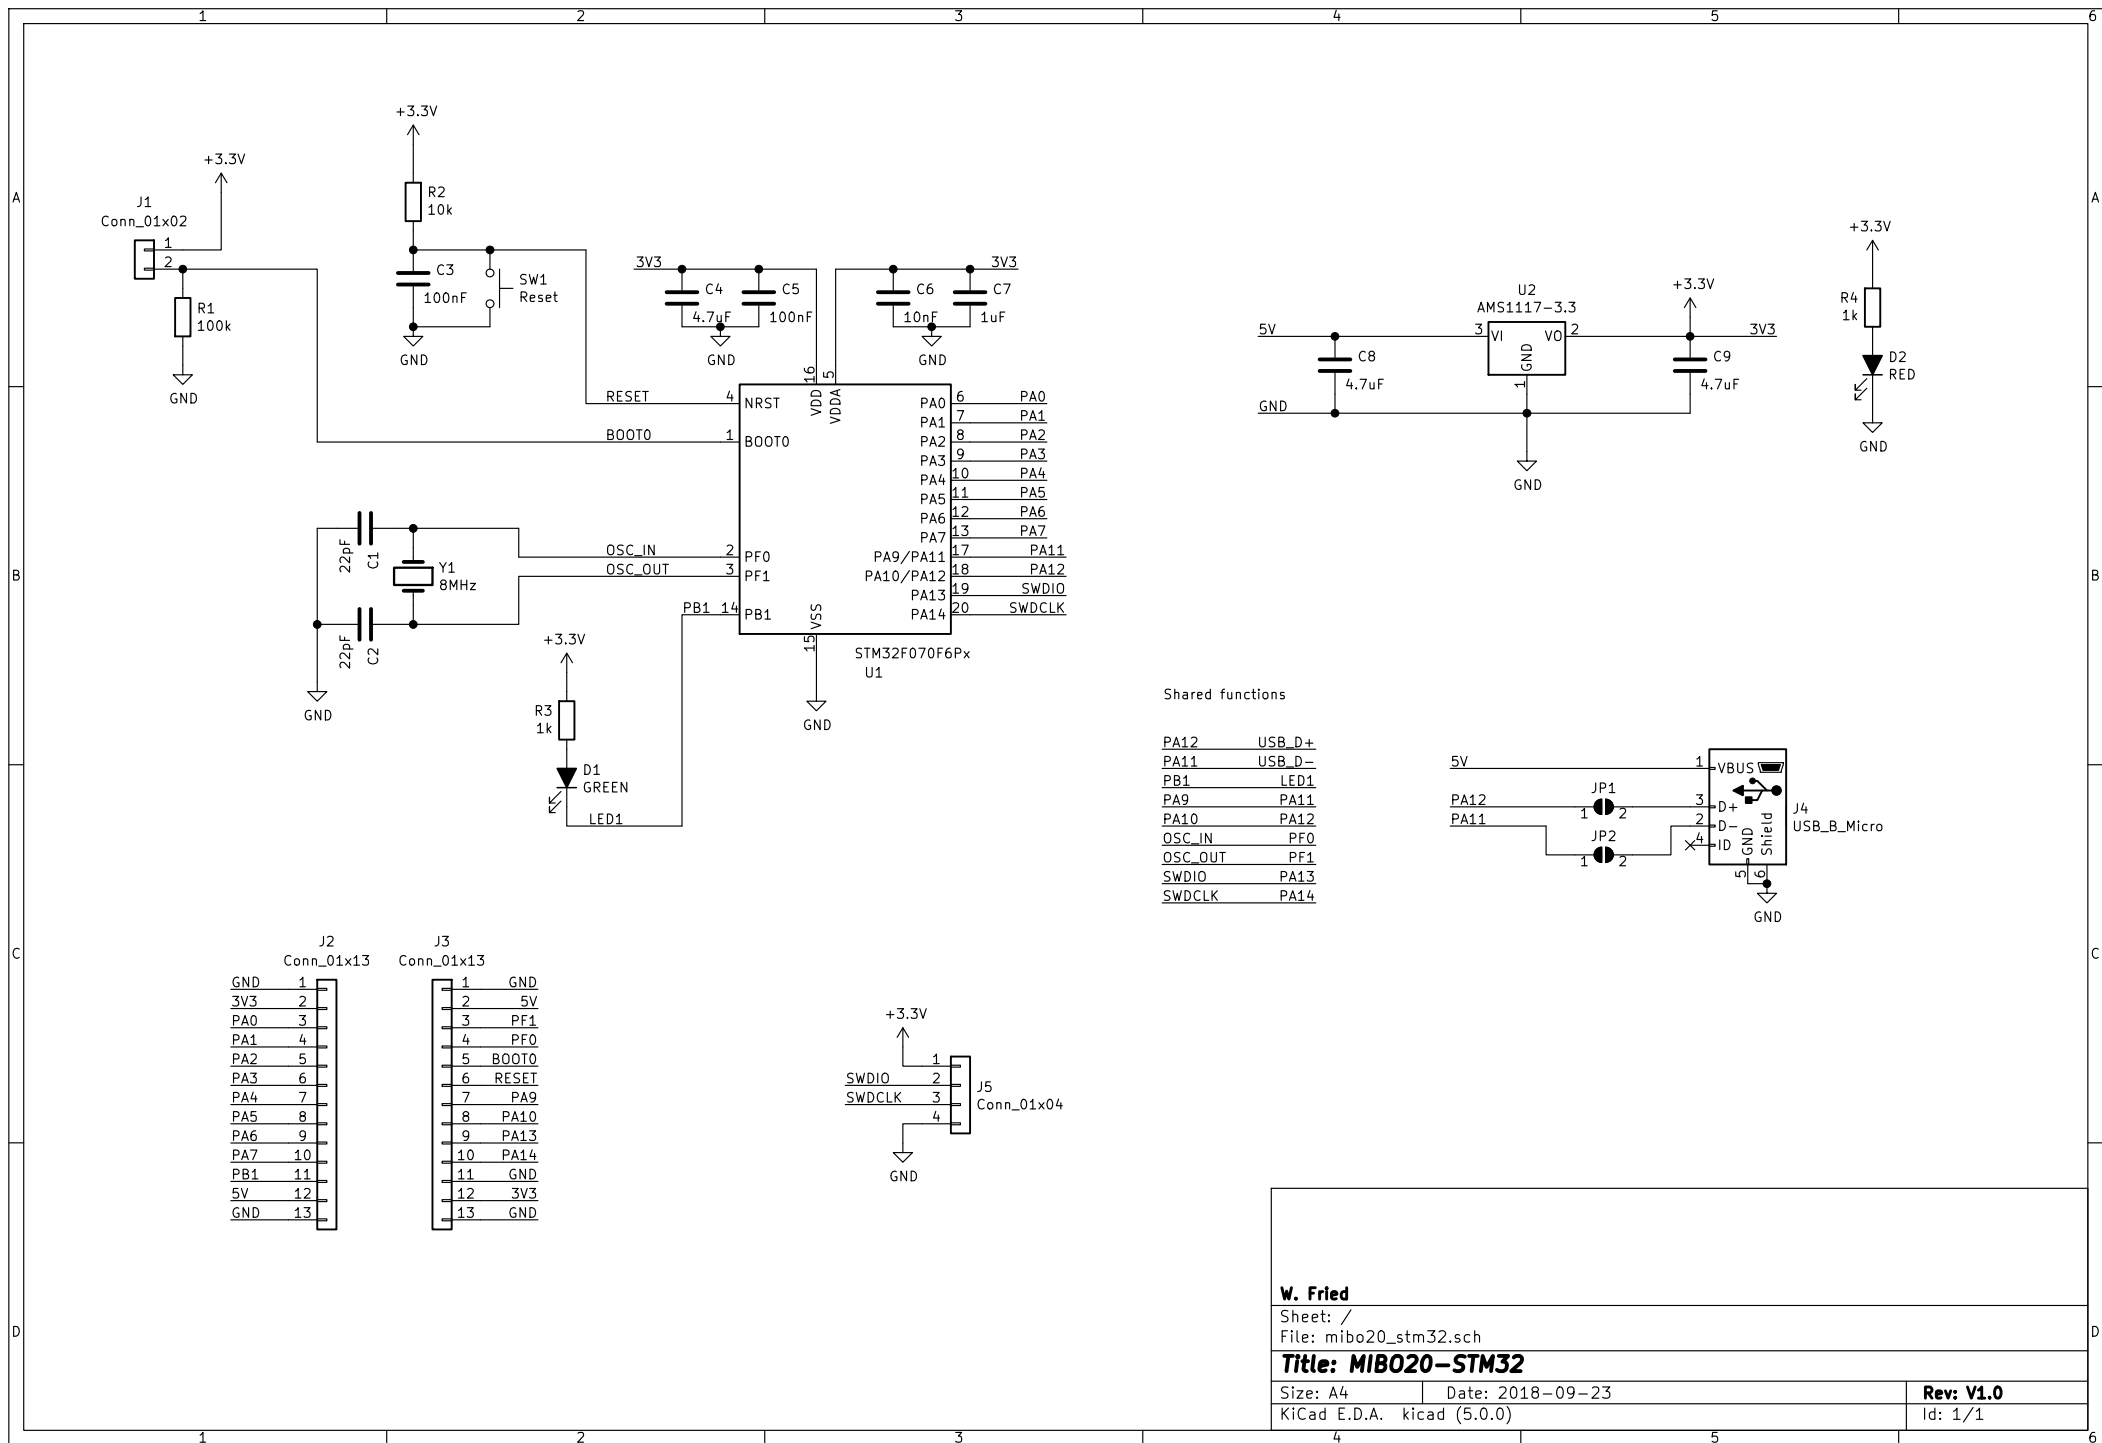 1 2 3 4 5 6
A
B
C
D
A
B
C
D
1 2 3 4 5 6
+3.3V
J1
Conn_01x02
1
2
R1
100k
GND
+3.3V
R2
10k
C3
100nF
SW1
Reset
GND
3V3
C4
4.7uF
C5
100nF
GND
3V3
C6
10nF
C7
1uF
GND
RESET 4 NRST
BOOT0 1 BOOT0
OSC_IN 2 PF0
OSC_OUT 3 PF1
PB1 14 PB1
16 VDD
5 VDDA
15 VSS
PA0 6 PA0
PA1 7 PA1
PA2 8 PA2
PA3 9 PA3
PA4 10 PA4
PA5 11 PA5
PA6 12 PA6
PA7 13 PA7
PA9/PA11 17 PA11
PA10/PA12 18 PA12
PA13 19 SWDIO
PA14 20 SWDCLK
STM32F070F6Px
U1
GND
22pF
C1
Y1
8MHz
22pF
C2
GND
+3.3V
R3
1k
D1
GREEN
LED1
U2
AMS1117-3.3
5V 3 VI VO 2 3V3
GND
1
+3.3V
C8
4.7uF
C9
4.7uF
GND
GND
+3.3V
R4
1k
D2
RED
GND
Shared functions
PA12 USB_D+
PA11 USB_D-
PB1 LED1
PA9 PA11
PA10 PA12
OSC_IN PF0
OSC_OUT PF1
SWDIO PA13
SWDCLK PA14
5V 1 VBUS
JP1
PA12 1 2 3 D+
PA11 2 D-
JP2
1 2
4 ID
GND
Shield
5 6
J4
USB_B_Micro
GND
J2
Conn_01x13
GND 1
3V3 2
PA0 3
PA1 4
PA2 5
PA3 6
PA4 7
PA5 8
PA6 9
PA7 10
PB1 11
5V 12
GND 13
J3
Conn_01x13
1 GND
2 5V
3 PF1
4 PF0
5 BOOT0
6 RESET
7 PA9
8 PA10
9 PA13
10 PA14
11 GND
12 3V3
13 GND
+3.3V
1
SWDIO 2
SWDCLK 3
4
J5
Conn_01x04
GND
W. Fried
Sheet: /
File: mibo20_stm32.sch
Title: MIBO20-STM32
Size: A4 Date: 2018-09-23 Rev: V1.0
KiCad E.D.A. kicad (5.0.0) Id: 1/1